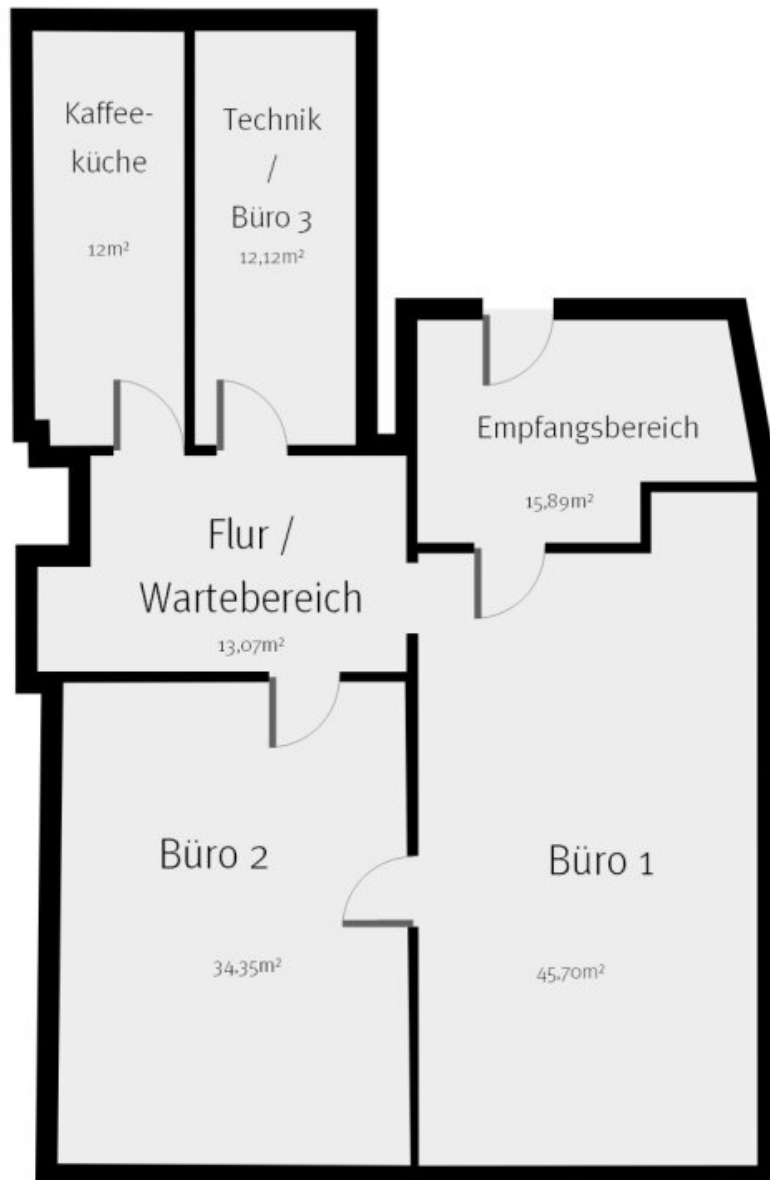 Kaffee-
küche
12m²
Technik
/
Büro 3
12,12m²
Empfangsbereich
15,89m²
Flur /
Wartebereich
13,07m²
Büro 2
34,35m²
Büro 1
45,70m²